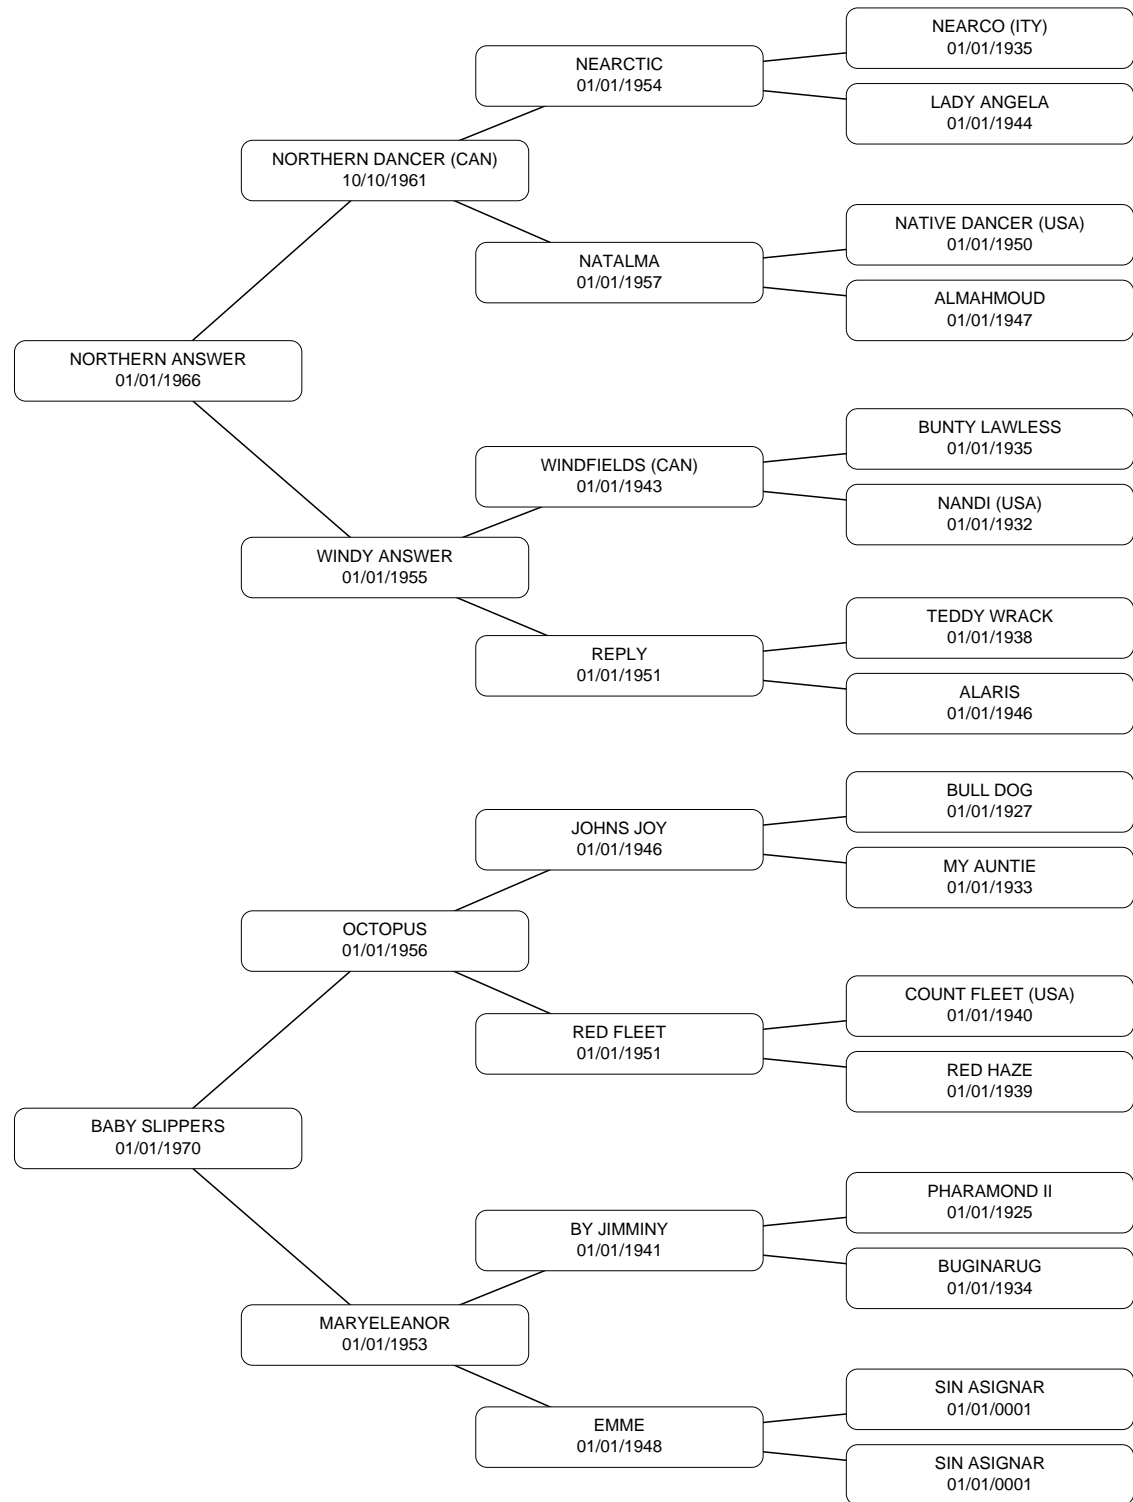 NEARCO (ITY)
01/01/1935
NEARCTIC
01/01/1954
LADY ANGELA
01/01/1944
NORTHERN DANCER (CAN)
10/10/1961
NATIVE DANCER (USA)
01/01/1950
NATALMA
01/01/1957
ALMAHMOUD
01/01/1947
NORTHERN ANSWER
01/01/1966
BUNTY LAWLESS
01/01/1935
WINDFIELDS (CAN)
01/01/1943
NANDI (USA)
01/01/1932
WINDY ANSWER
01/01/1955
TEDDY WRACK
01/01/1938
REPLY
01/01/1951
ALARIS
01/01/1946
BULL DOG
01/01/1927
JOHNS JOY
01/01/1946
MY AUNTIE
01/01/1933
OCTOPUS
01/01/1956
COUNT FLEET (USA)
01/01/1940
RED FLEET
01/01/1951
RED HAZE
01/01/1939
BABY SLIPPERS
01/01/1970
PHARAMOND II
01/01/1925
BY JIMMINY
01/01/1941
BUGINARUG
01/01/1934
MARYELEANOR
01/01/1953
SIN ASIGNAR
01/01/0001
EMME
01/01/1948
SIN ASIGNAR
01/01/0001